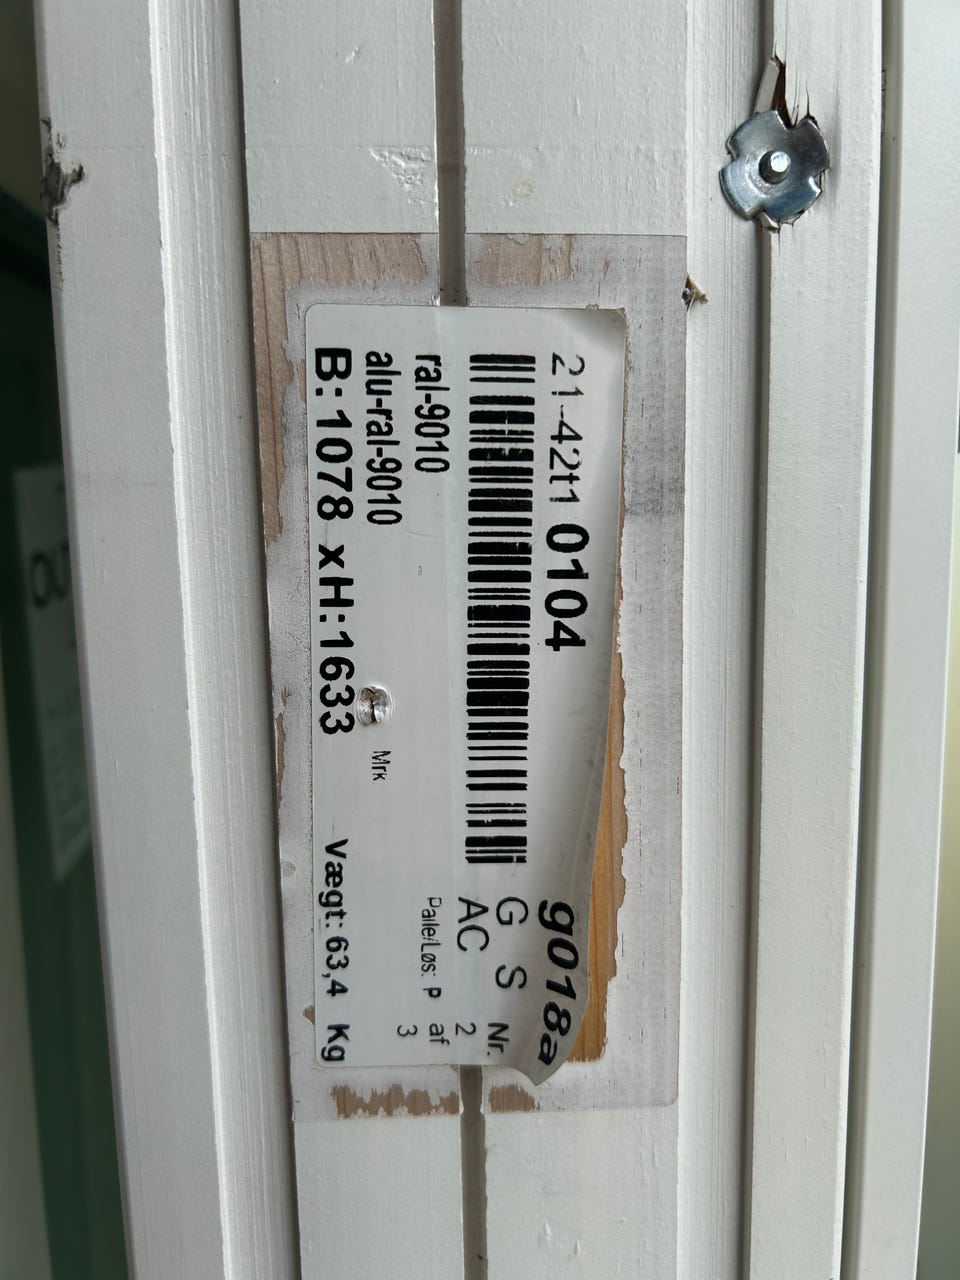 21-42t1 0104
g018a
G S Nr.
AC 2
ral-9010
Palle/Løs: P af
alu-ral-9010
3
Mrk
B:1078 xH:1633
Vægt: 63,4 Kg